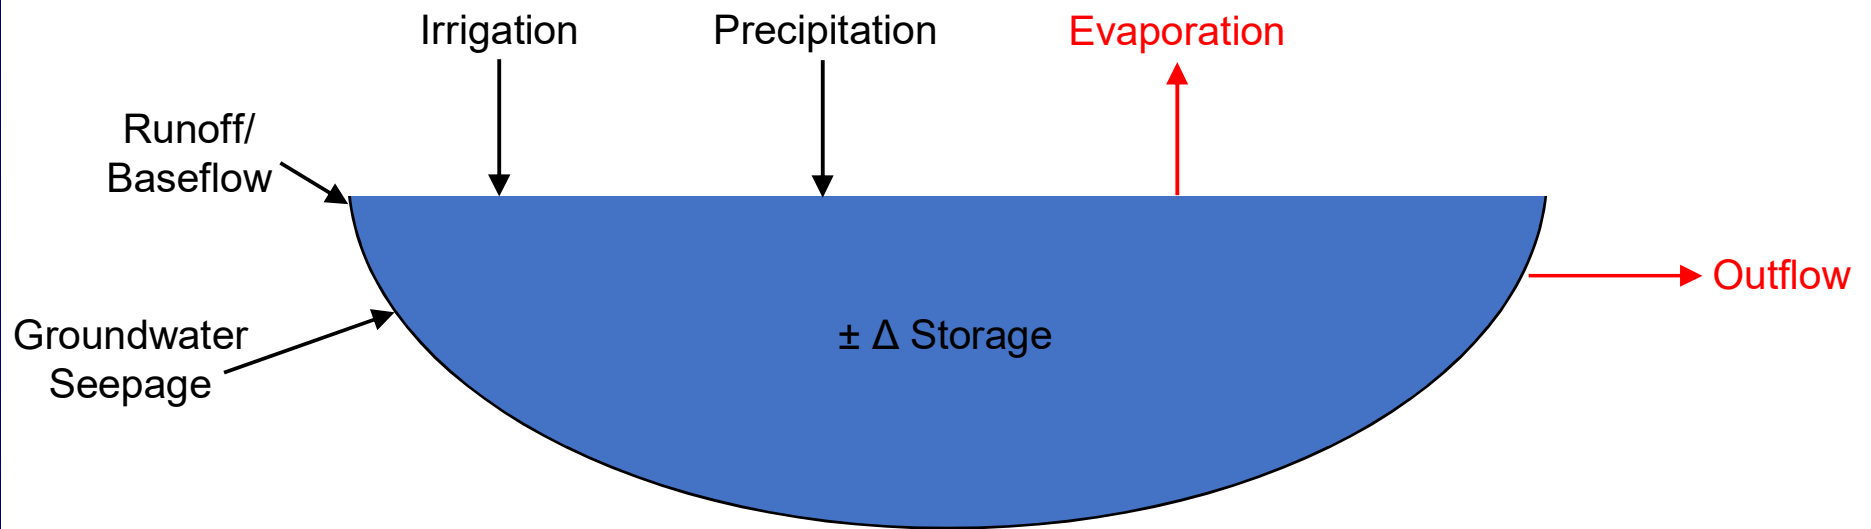 Irrigation
Precipitation
Evaporation
Runoff/
Baseflow
Outflow
Groundwater
Seepage
± Δ Storage